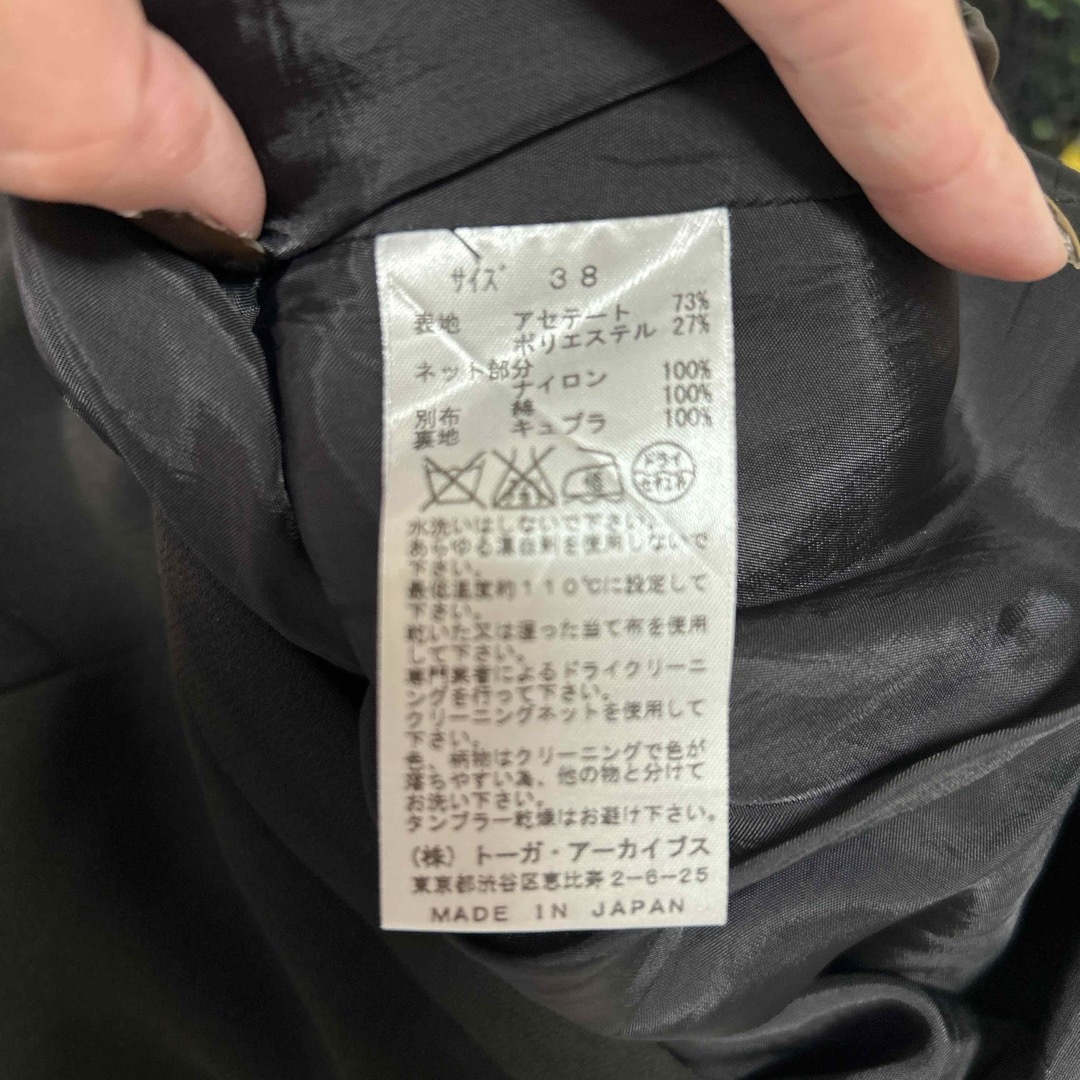 サイズ 38
表地 アセテート 73%
ポリエステル 27%
ネット部分
ナイロン 100%
別布 綿 100%
裏地 キュプラ 100%
低 ドライ
セキユ系
水洗いはしないで下さい。
あらゆる漂白剤を使用しないで
下さい。
最低温度約110℃に設定して
下さい。
乾いた又は湿った当て布を使用
して下さい。
専門業者によるドライクリーニ
ングを行って下さい。
クリーニングネットを使用して
下さい。
色、柄物はクリーニングで色が
落ちやすい為、他の物と分けて
お洗い下さい。
タンブラー乾燥はお避け下さい。
(株)トーガ・アーカイブス
東京都渋谷区恵比寿2-6-25
MADE IN JAPAN